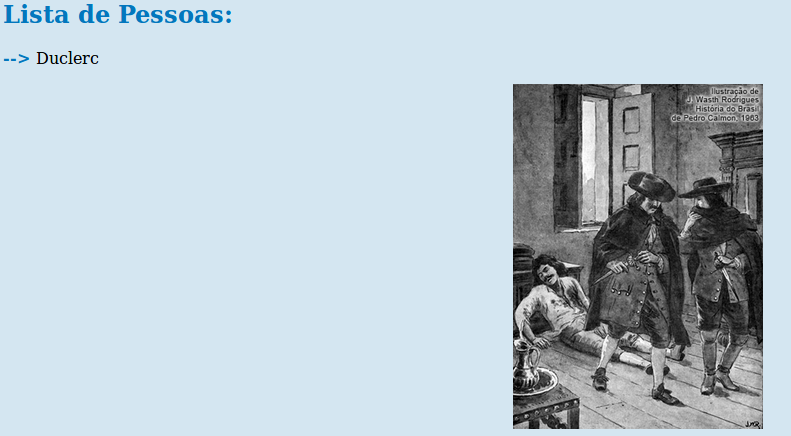 Lista de Pessoas:
--> Duclerc
Ilustração de
J. Wasth Rodrigues
História do Brasil
de Pedro Calmon, 1963
JWR